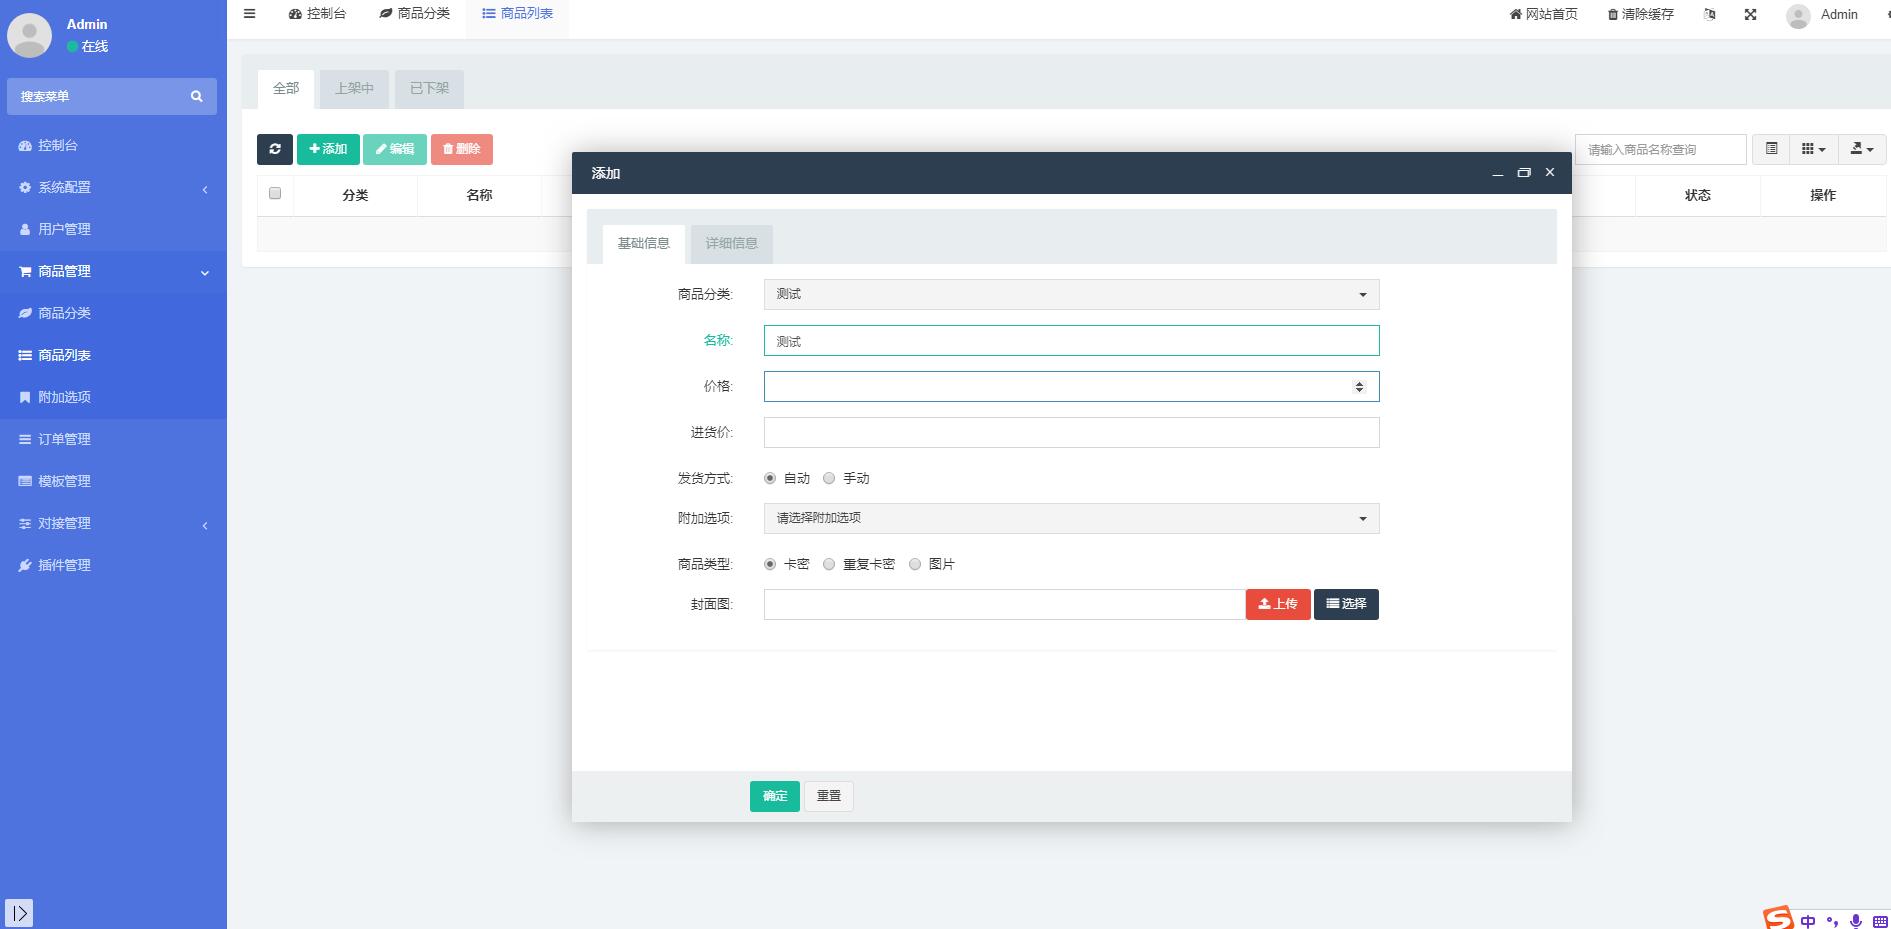 Admin
在线
搜索菜单
控制台
系统配置
用户管理
商品管理
商品分类
商品列表
附加选项
订单管理
模板管理
对接管理
插件管理
控制台 商品分类 商品列表 网站首页 清除缓存 Admin
全部 上架中 已下架
添加 编辑 删除 请输入商品名称查询
分类 名称 状态 操作
添加
基础信息 详细信息
商品分类: 测试
名称: 测试
价格:
进货价:
发货方式: 自动 手动
附加选项: 请选择附加选项
商品类型: 卡密 重复卡密 图片
封面图: 上传 选择
确定 重置
中